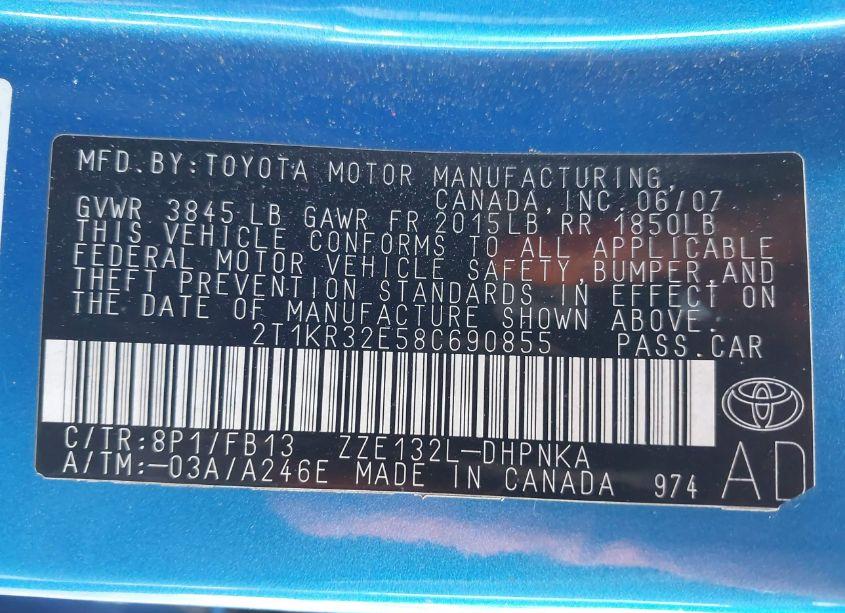 MFD.BY:TOYOTA MOTOR MANUFACTURING,
CANADA,INC.06/07
GVWR 3845LB GAWR FR 2015LB RR 1850LB
THIS VEHICLE CONFORMS TO ALL APPLICABLE
FEDERAL MOTOR VEHICLE SAFETY,BUMPER,AND
THEFT PREVENTION STANDARDS IN EFFECT ON
THE DATE OF MANUFACTURE SHOWN ABOVE.
2T1KR32E58C690855 PASS.CAR
C/TR:8P1/FB13 ZZE132L-DHPNKA
A/TM:-03A/A246E MADE IN CANADA 974 AD